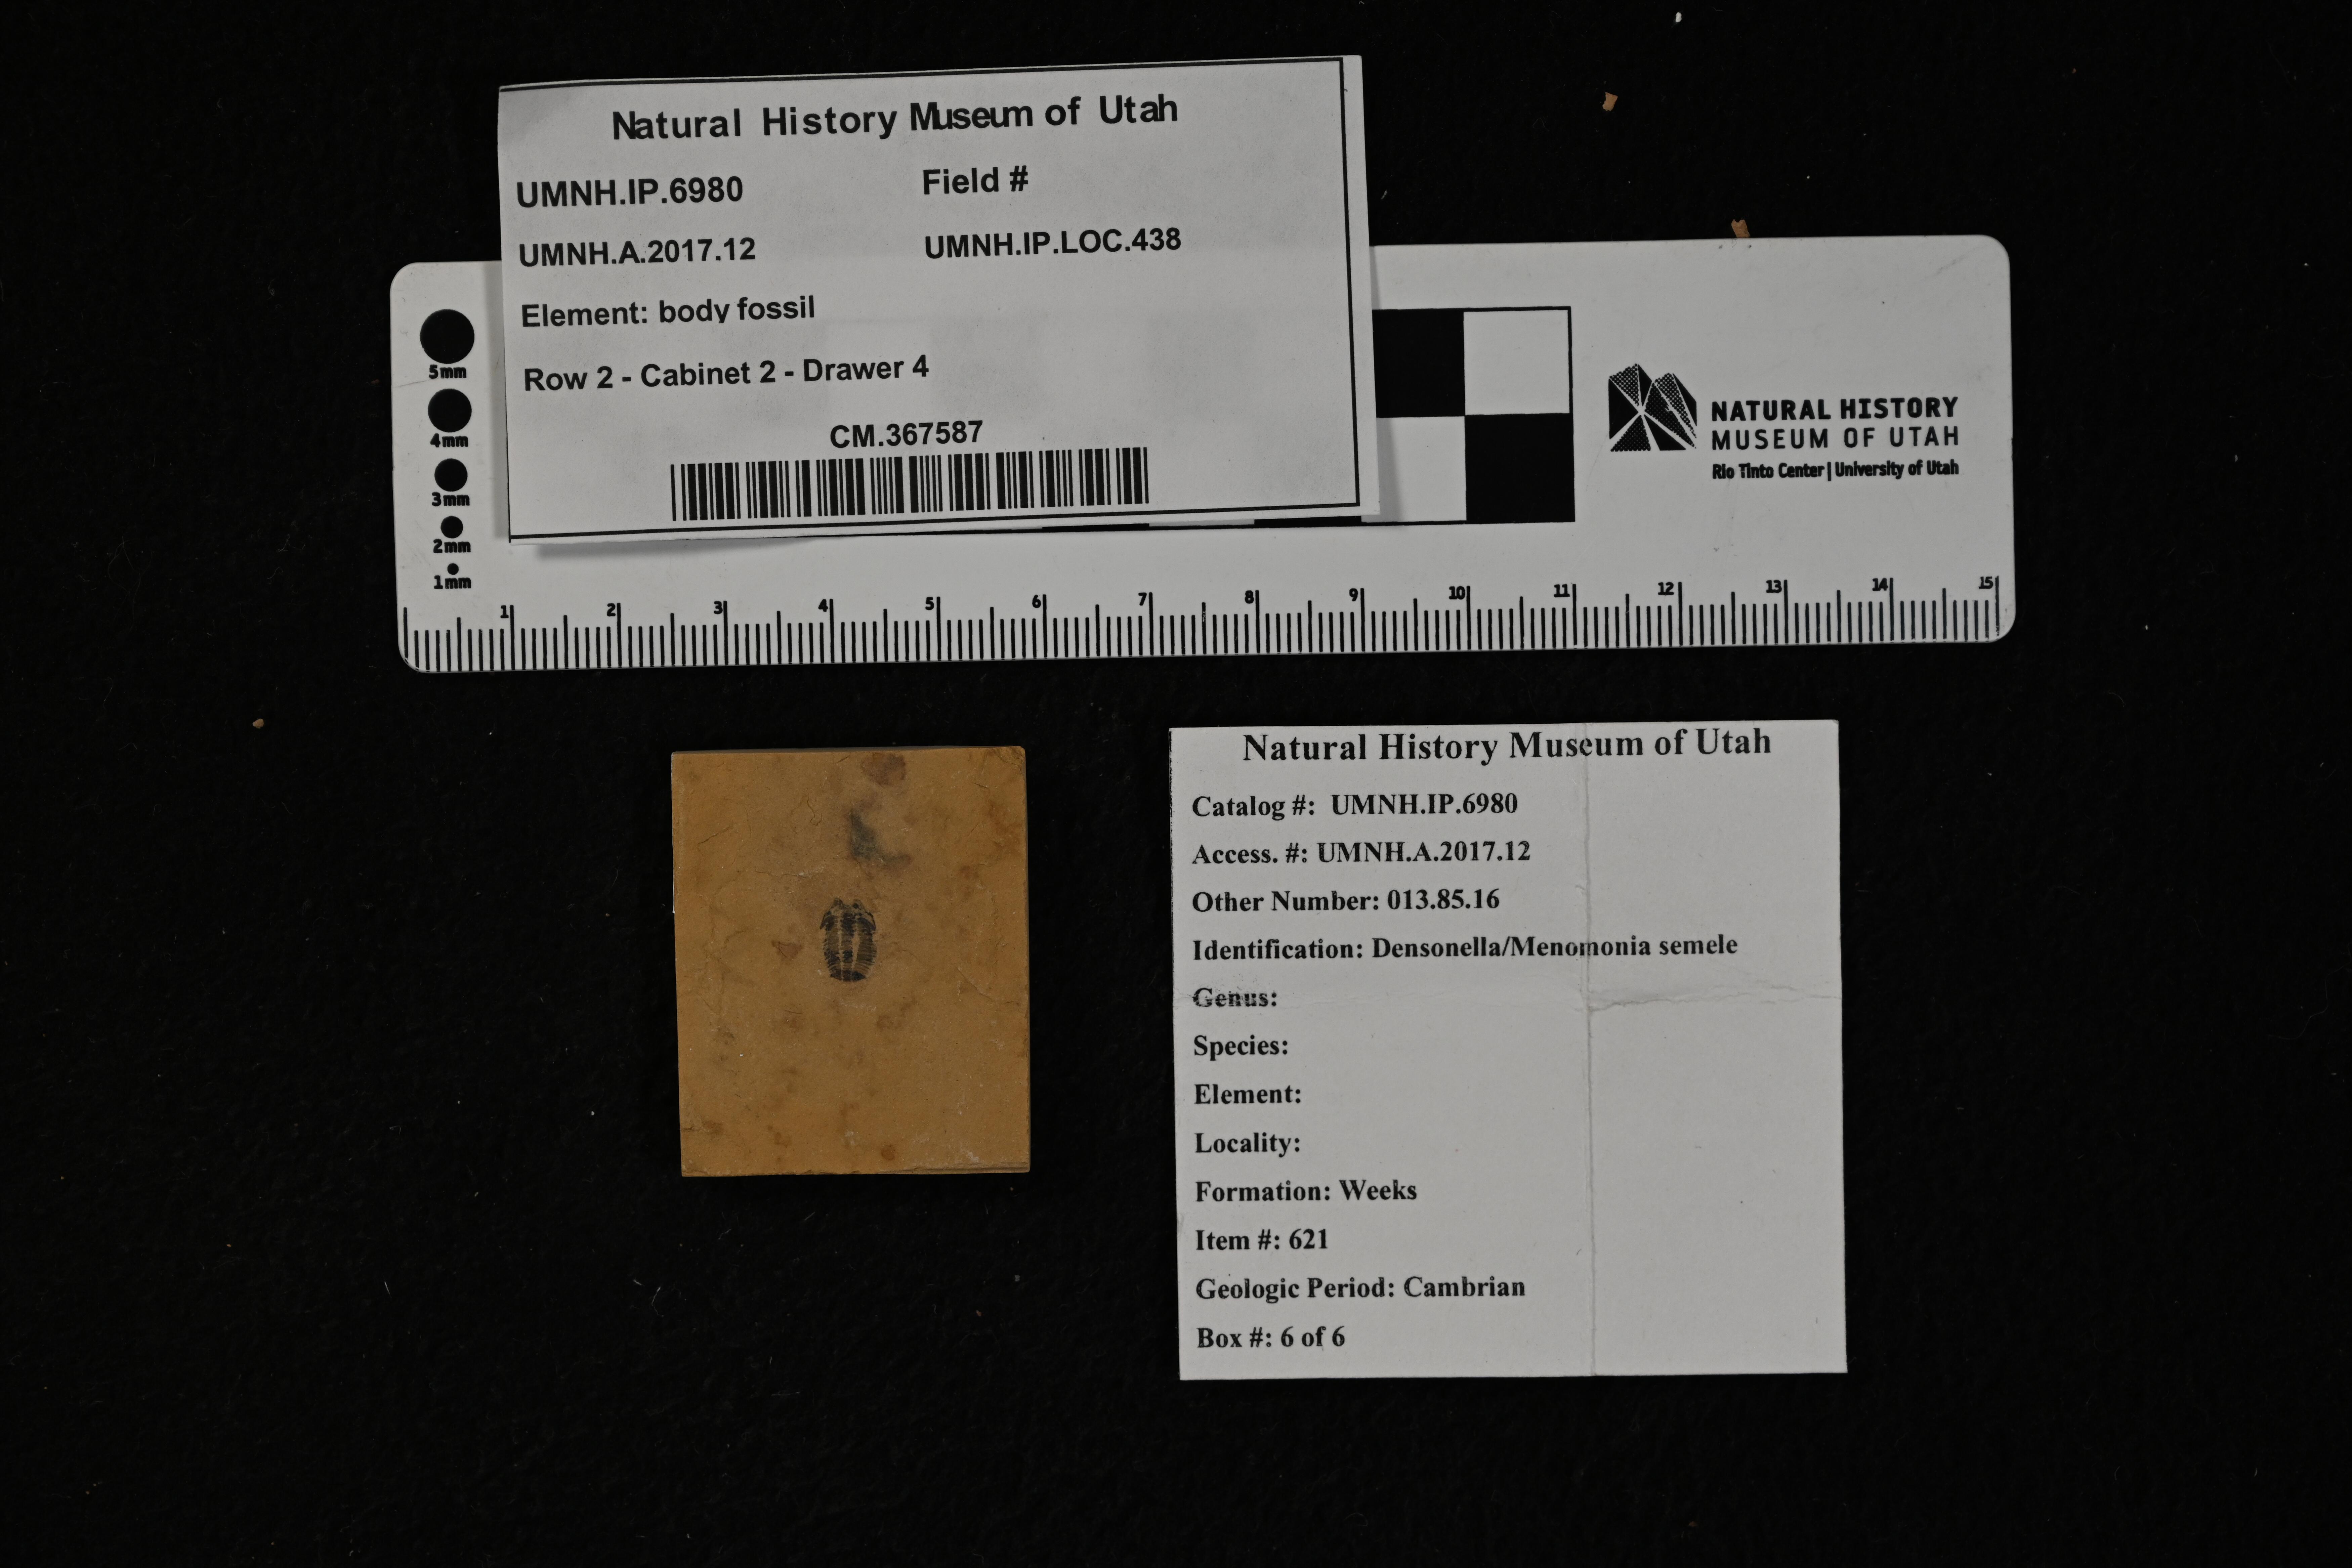 Natural History Museum of Utah
UMNH.IP.6980 Field #
UMNH.A.2017.12 UMNH.IP.LOC.438
Element: body fossil
Row 2 - Cabinet 2 - Drawer 4
CM.367587
5mm
4mm
3mm
2mm
1mm
NATURAL HISTORY
MUSEUM OF UTAH
Rio Tinto Center | University of Utah
1 2 3 4 5 6 7 8 9 10 11 12 13 14 15
Natural History Museum of Utah
Catalog #: UMNH.IP.6980
Access. #: UMNH.A.2017.12
Other Number: 013.85.16
Identification: Densonella/Menomonia semele
Genus:
Species:
Element:
Locality:
Formation: Weeks
Item #: 621
Geologic Period: Cambrian
Box #: 6 of 6